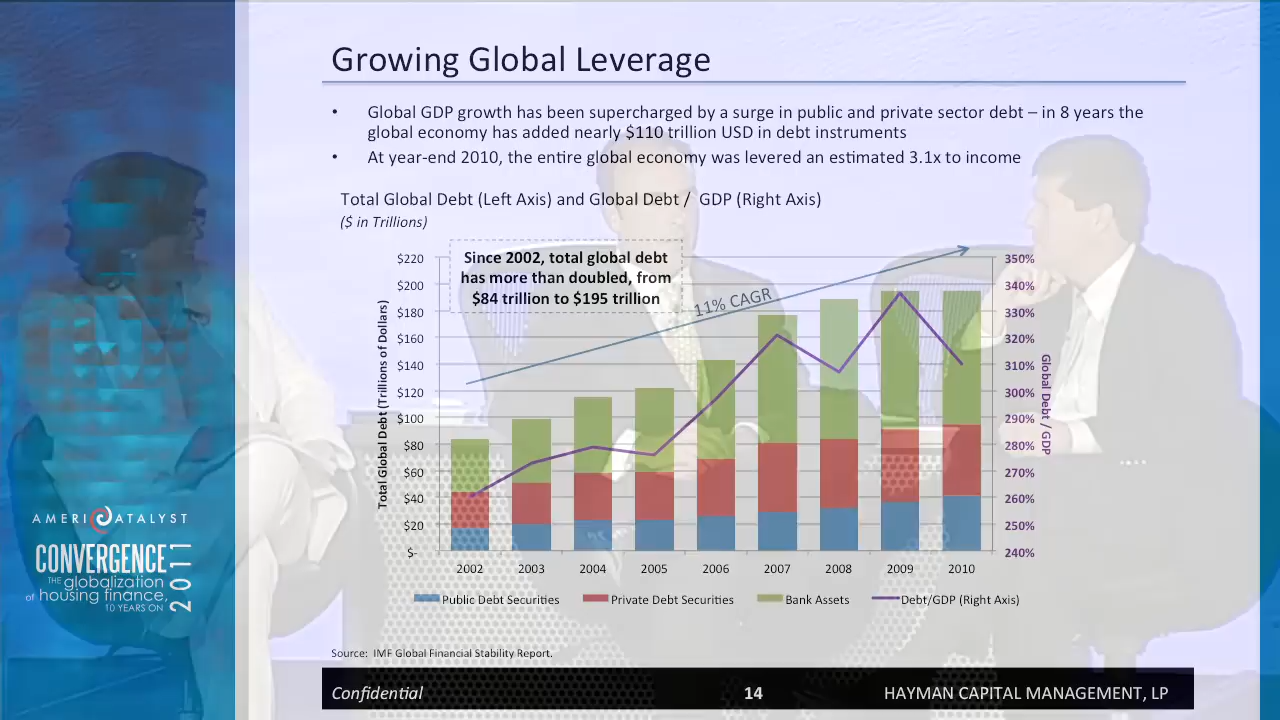 Growing Global Leverage
• Global GDP growth has been supercharged by a surge in public and private sector debt – in 8 years the
global economy has added nearly $110 trillion USD in debt instruments
• At year-end 2010, the entire global economy was levered an estimated 3.1x to income
Total Global Debt (Left Axis) and Global Debt / GDP (Right Axis)
($ in Trillions)
Since 2002, total global debt
has more than doubled, from
$84 trillion to $195 trillion
11% CAGR
Total Global Debt (Trillions of Dollars)
$220
$200
$180
$160
$140
$120
$100
$80
$60
$40
$20
$-
350%
340%
330%
320%
310%
300%
290%
280%
270%
260%
250%
240%
Global Debt / GDP
2002 2003 2004 2005 2006 2007 2008 2009 2010
Public Debt Securities Private Debt Securities Bank Assets Debt/GDP (Right Axis)
Source: IMF Global Financial Stability Report.
Confidential 14 HAYMAN CAPITAL MANAGEMENT, LP
AMERICATALYST
CONVERGENCE
THE globalization
of housing finance,
10 YEARS ON
2011